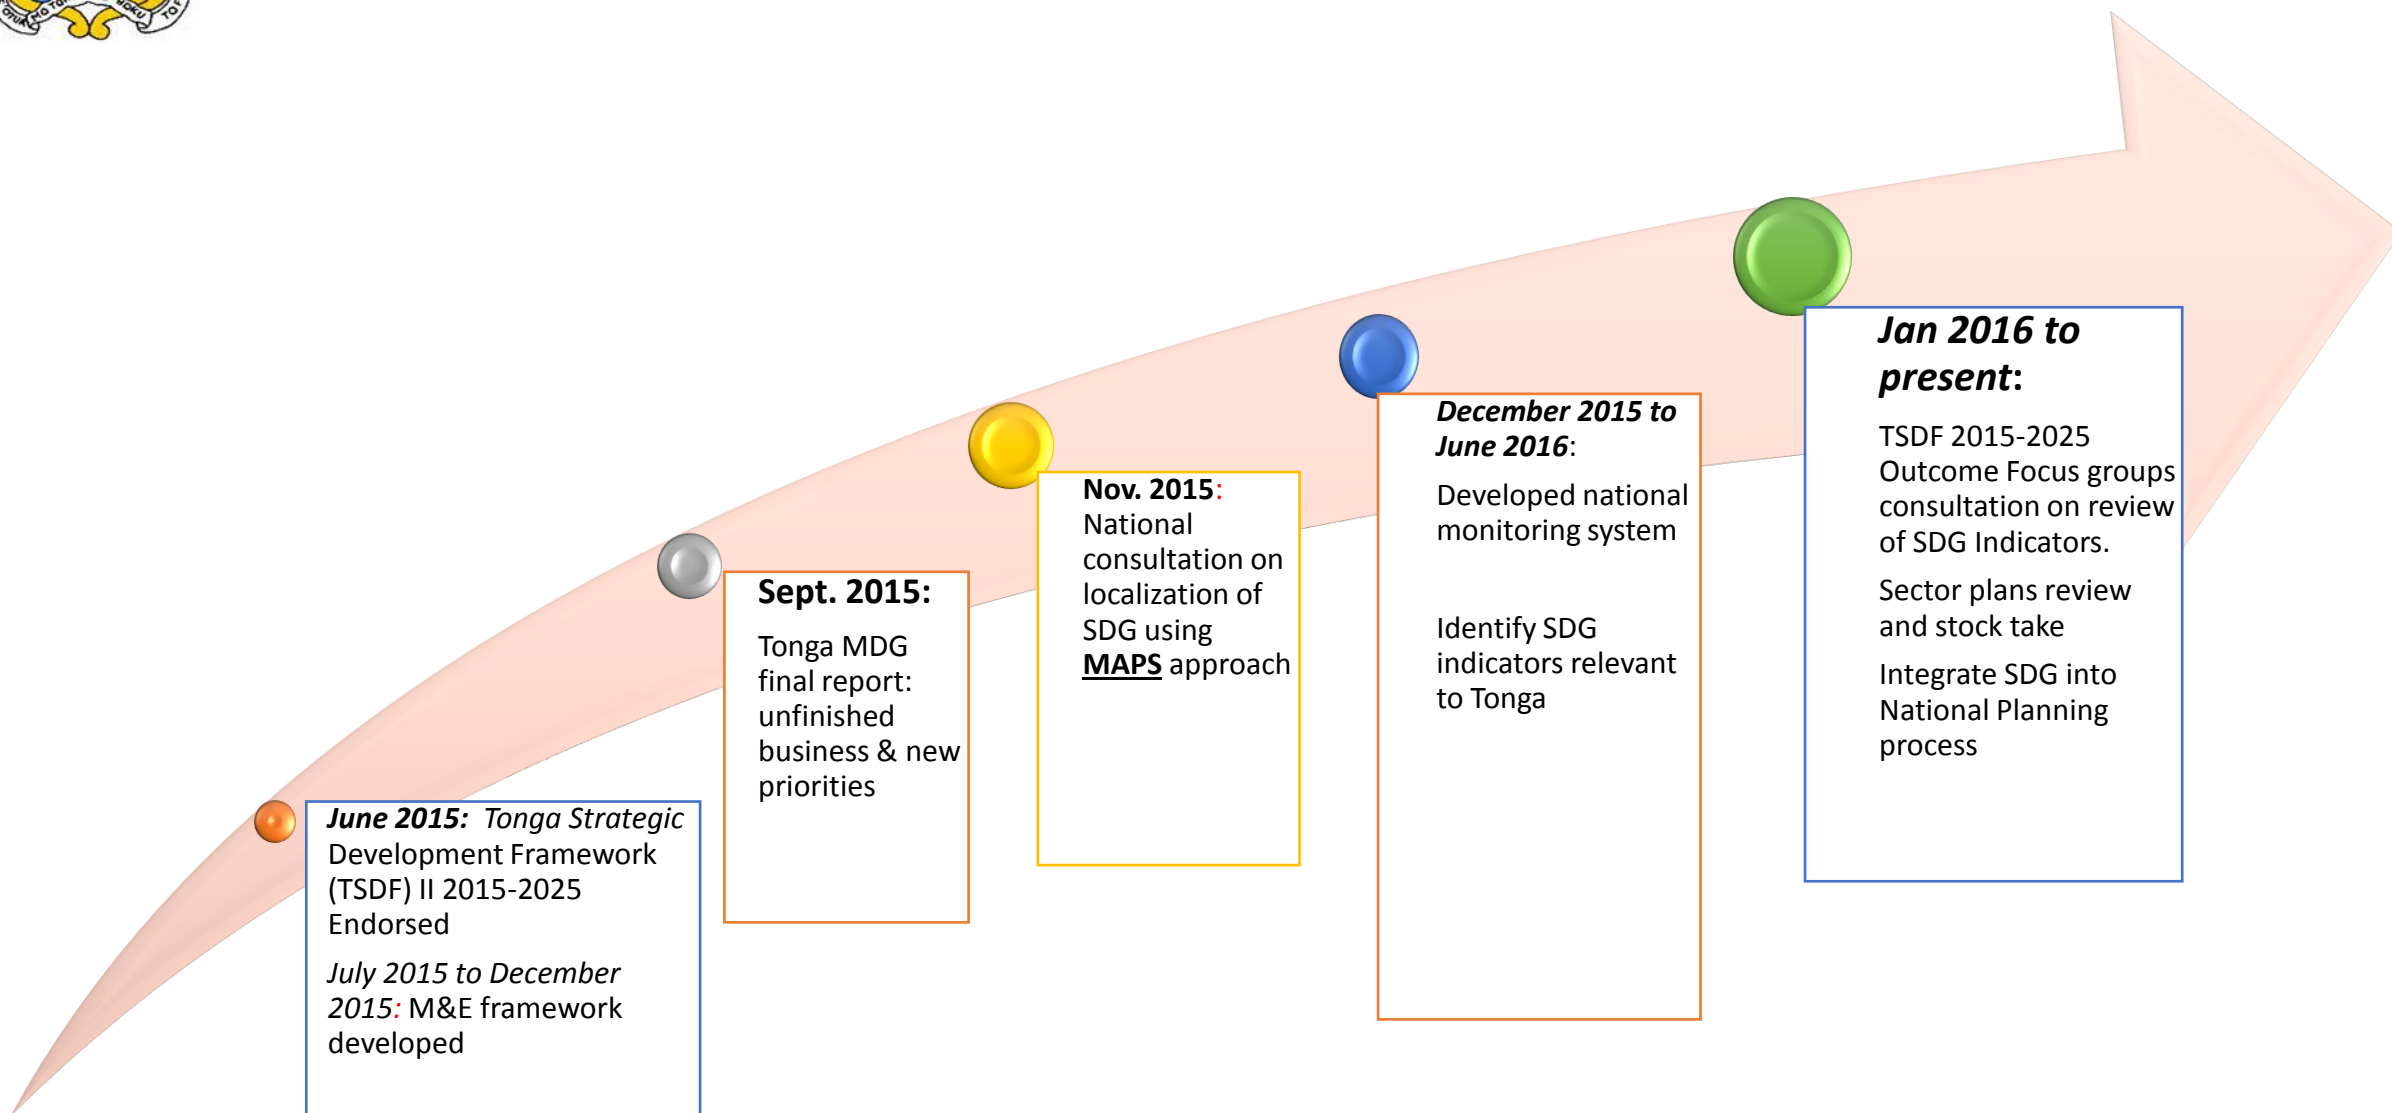 June 2015: Tonga Strategic
Development Framework
(TSDF) II 2015-2025
Endorsed
July 2015 to December
2015: M&E framework
developed
Sept. 2015:
Tonga MDG
final report:
unfinished
business & new
priorities
Nov. 2015:
National
consultation on
localization of
SDG using
MAPS approach
December 2015 to
June 2016:
Developed national
monitoring system
Identify SDG
indicators relevant
to Tonga
Jan 2016 to
present:
TSDF 2015-2025
Outcome Focus groups
consultation on review
of SDG Indicators.
Sector plans review
and stock take
Integrate SDG into
National Planning
process